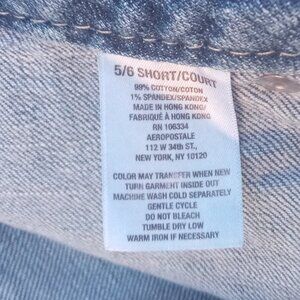 5/6 SHORT/COURT
99% COTTON/COTON
1% SPANDEX/SPANDEX
MADE IN HONG KONG/
FABRIQUÉ À HONG KONG
RN 106334
AEROPOSTALE
112 W 34th ST.,
NEW YORK, NY 10120
COLOR MAY TRANSFER WHEN NEW
TURN GARMENT INSIDE OUT
MACHINE WASH COLD SEPARATELY
GENTLE CYCLE
DO NOT BLEACH
TUMBLE DRY LOW
WARM IRON IF NECESSARY